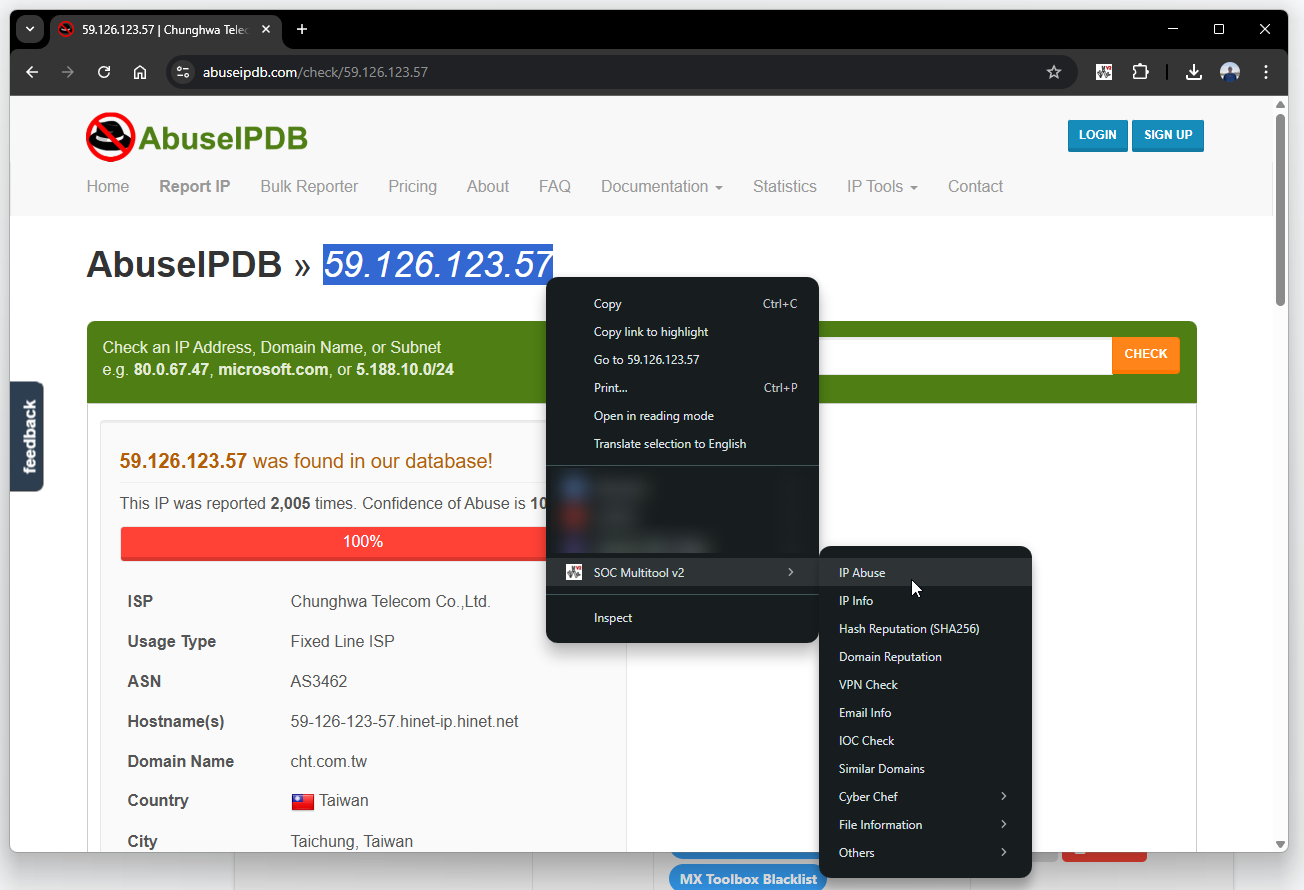 59.126.123.57 | Chunghwa Telec
abuseipdb.com/check/59.126.123.57
AbuseIPDB
LOGIN SIGN UP
Home Report IP Bulk Reporter Pricing About FAQ Documentation Statistics IP Tools Contact
AbuseIPDB » 59.126.123.57
Check an IP Address, Domain Name, or Subnet
e.g. 80.0.67.47, microsoft.com, or 5.188.10.0/24
CHECK
feedback
59.126.123.57 was found in our database!
This IP was reported 2,005 times. Confidence of Abuse is 10
100%
ISP Chunghwa Telecom Co.,Ltd.
Usage Type Fixed Line ISP
ASN AS3462
Hostname(s) 59-126-123-57.hinet-ip.hinet.net
Domain Name cht.com.tw
Country Taiwan
City Taichung, Taiwan
Copy Ctrl+C
Copy link to highlight
Go to 59.126.123.57
Print... Ctrl+P
Open in reading mode
Translate selection to English
SOC Multitool v2
Inspect
IP Abuse
IP Info
Hash Reputation (SHA256)
Domain Reputation
VPN Check
Email Info
IOC Check
Similar Domains
Cyber Chef
File Information
Others
MX Toolbox Blacklist